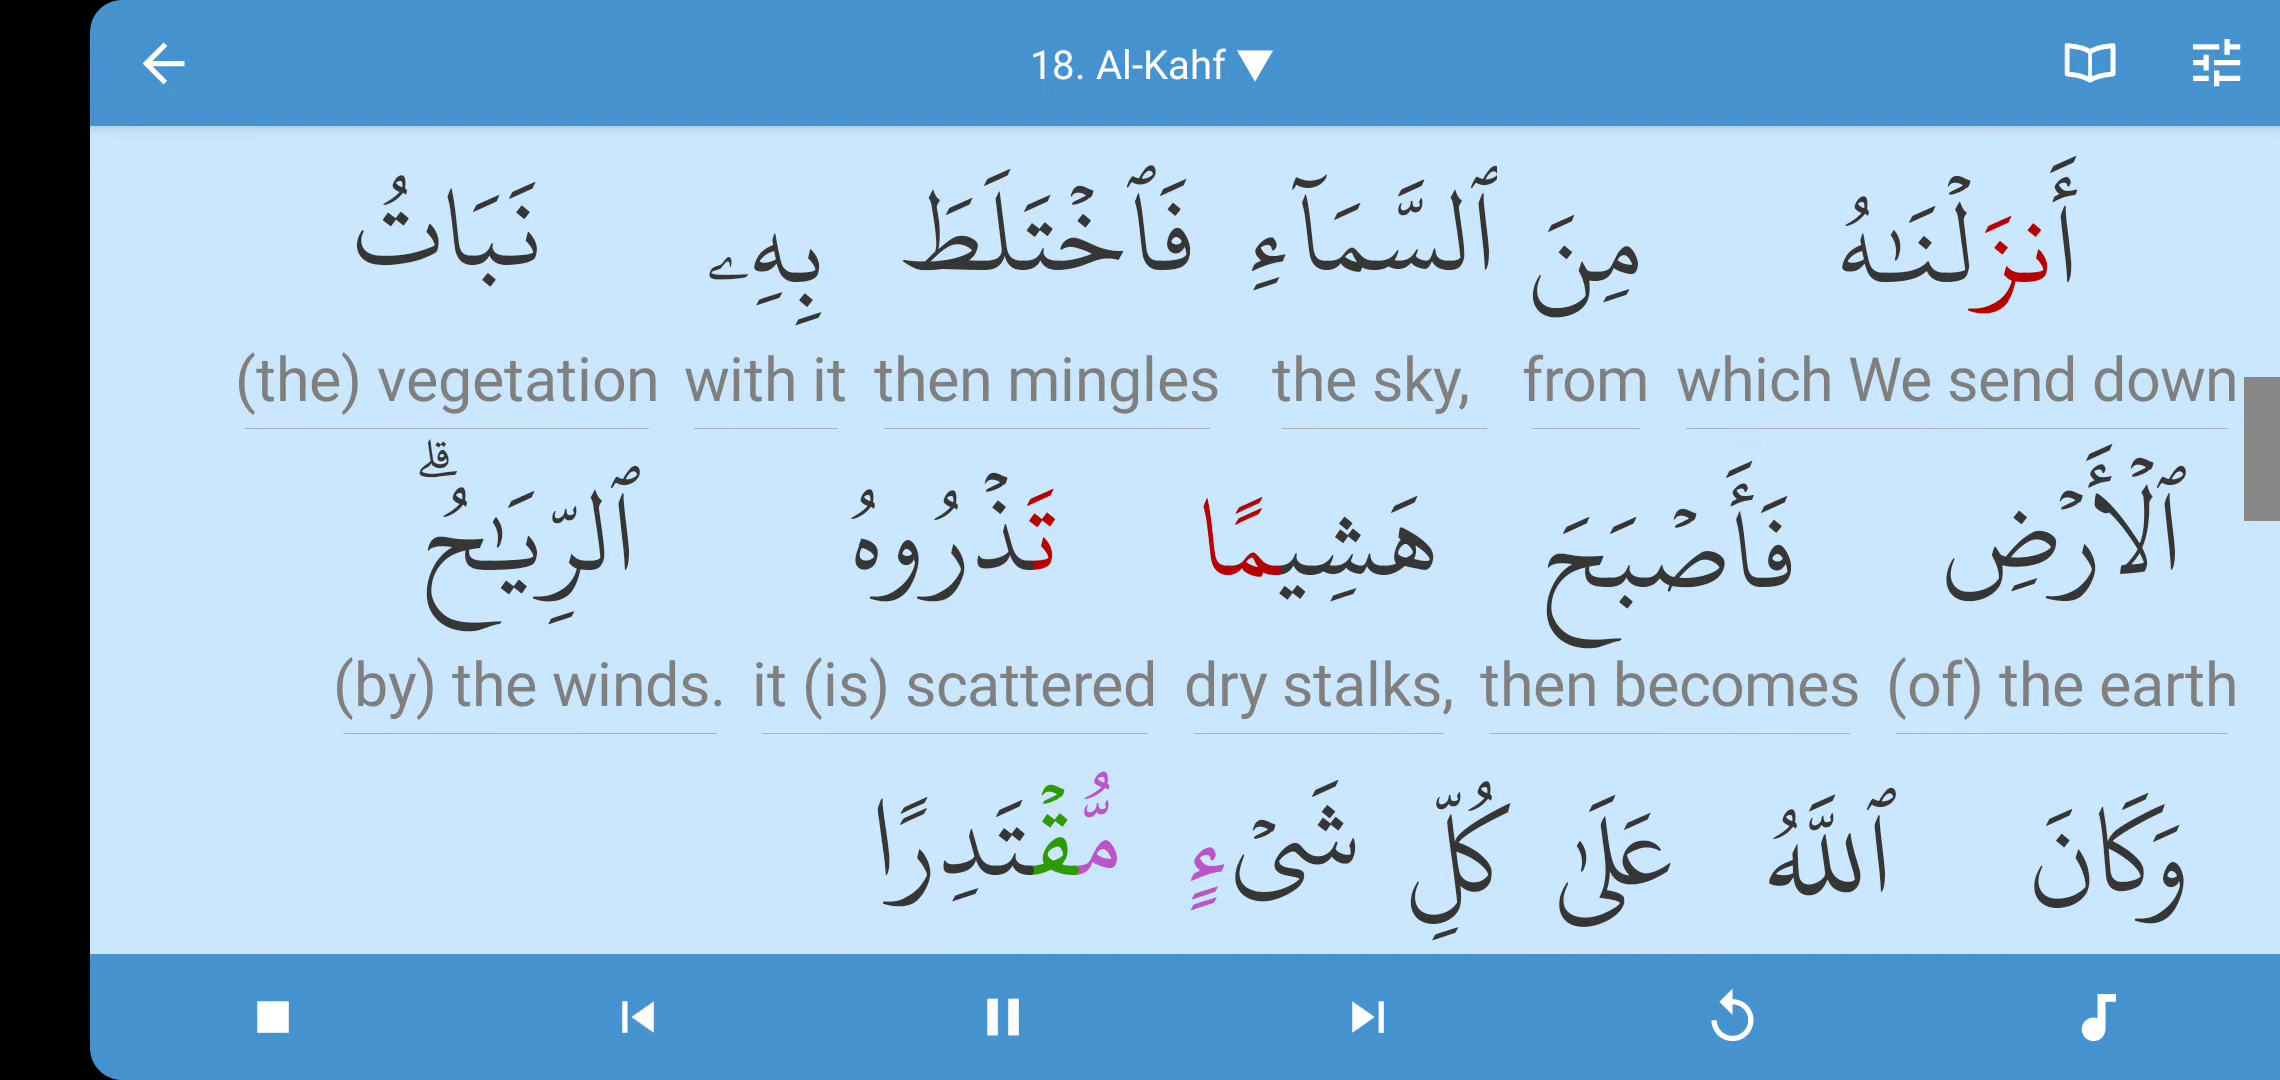 18. Al-Kahf
أَنزَلْنَـٰهُ مِنَ ٱلسَّمَآءِ فَٱخْتَلَطَ بِهِۦ نَبَاتُ
which We send down from the sky, then mingles with it (the) vegetation
ٱلْأَرْضِ فَأَصْبَحَ هَشِيمًا تَذْرُوهُ ٱلرِّيَـٰحُ ۗ
(of) the earth then becomes dry stalks, it (is) scattered (by) the winds.
وَكَانَ ٱللَّهُ عَلَىٰ كُلِّ شَىْءٍ مُّقْتَدِرًا